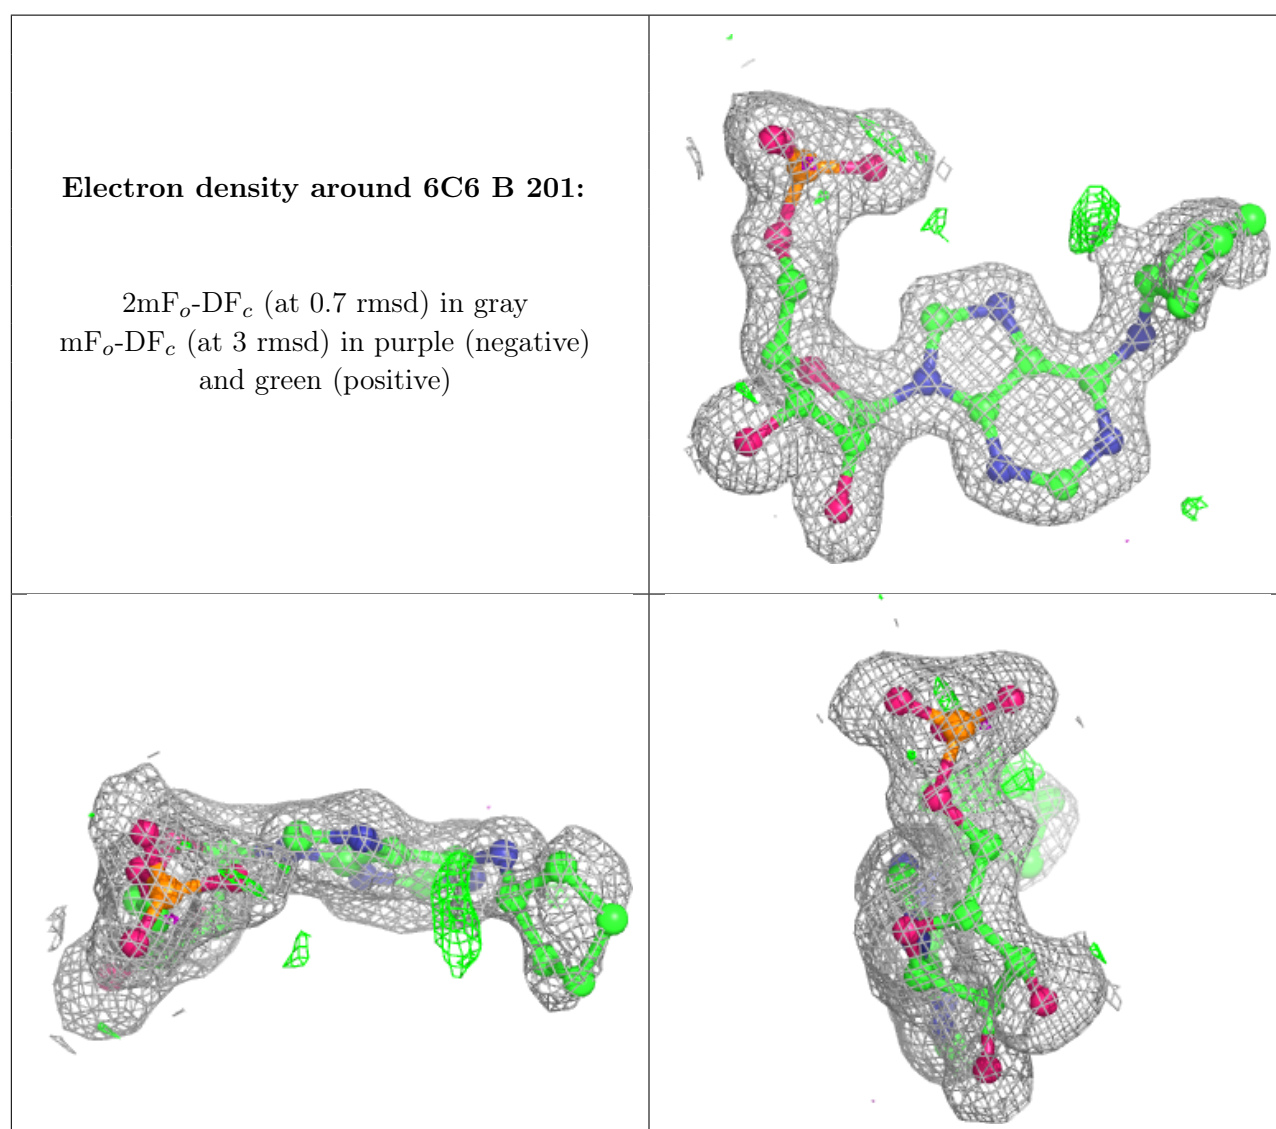 Electron density around 6C6 B 201:
2mFo-DFc (at 0.7 rmsd) in gray
mFo-DFc (at 3 rmsd) in purple (negative)
and green (positive)